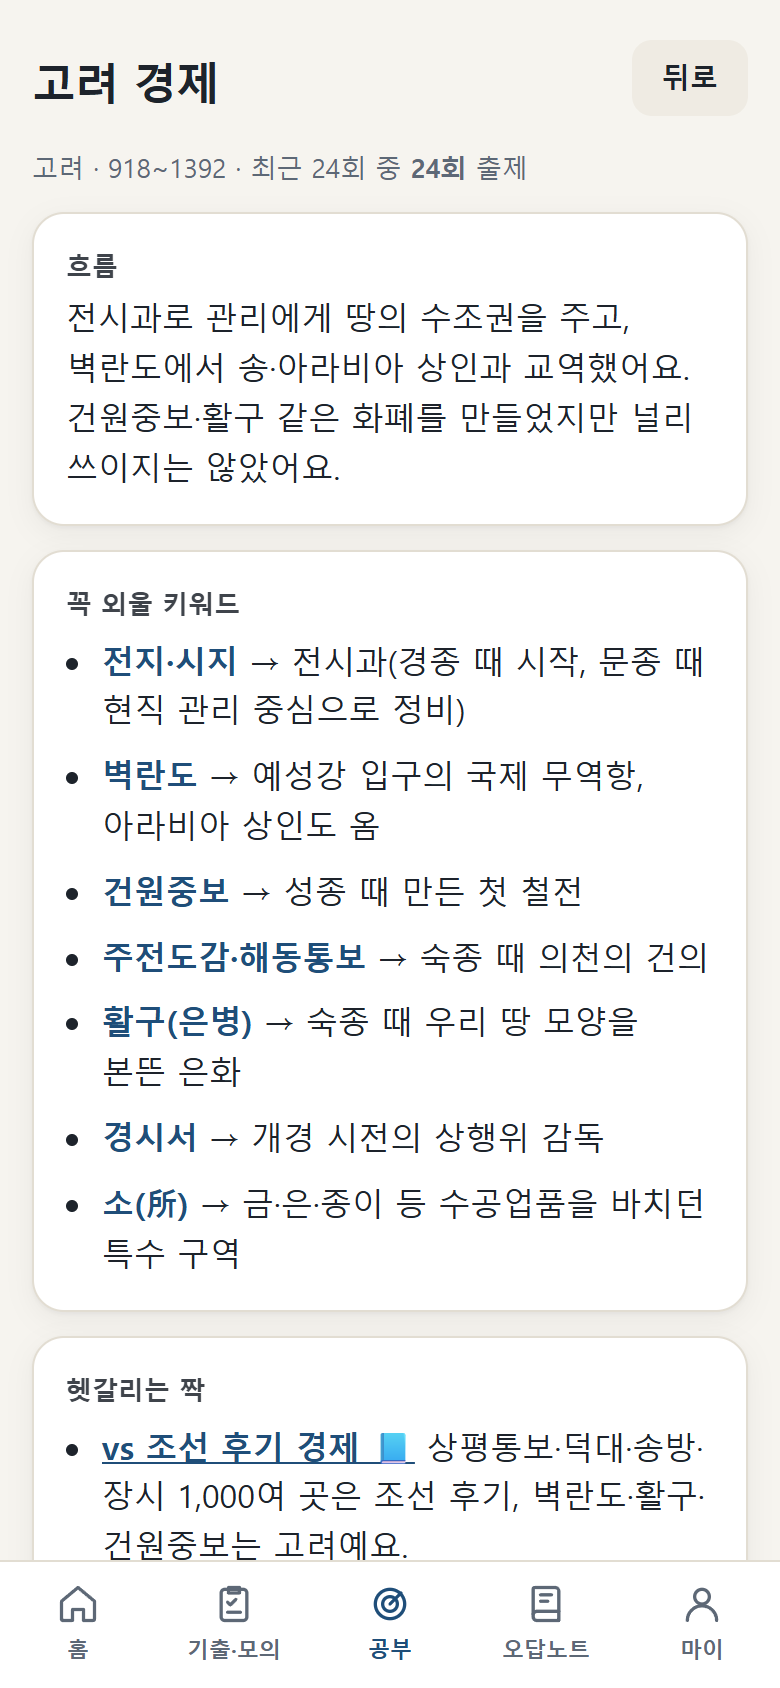 고려 경제
뒤로
고려 · 918~1392 · 최근 24회 중 24회 출제
흐름
전시과로 관리에게 땅의 수조권을 주고,
벽란도에서 송·아라비아 상인과 교역했어요.
건원중보·활구 같은 화폐를 만들었지만 널리
쓰이지는 않았어요.
꼭 외울 키워드
• 전지·시지 → 전시과(경종 때 시작, 문종 때
현직 관리 중심으로 정비)
• 벽란도 → 예성강 입구의 국제 무역항,
아라비아 상인도 옴
• 건원중보 → 성종 때 만든 첫 철전
• 주전도감·해동통보 → 숙종 때 의천의 건의
• 활구(은병) → 숙종 때 우리 땅 모양을
본뜬 은화
• 경시서 → 개경 시전의 상행위 감독
• 소(所) → 금·은·종이 등 수공업품을 바치던
특수 구역
헷갈리는 짝
• vs 조선 후기 경제 📘 상평통보·덕대·송방·
장시 1,000여 곳은 조선 후기, 벽란도·활구·
건원중보는 고려예요.
홈
기출·모의
공부
오답노트
마이